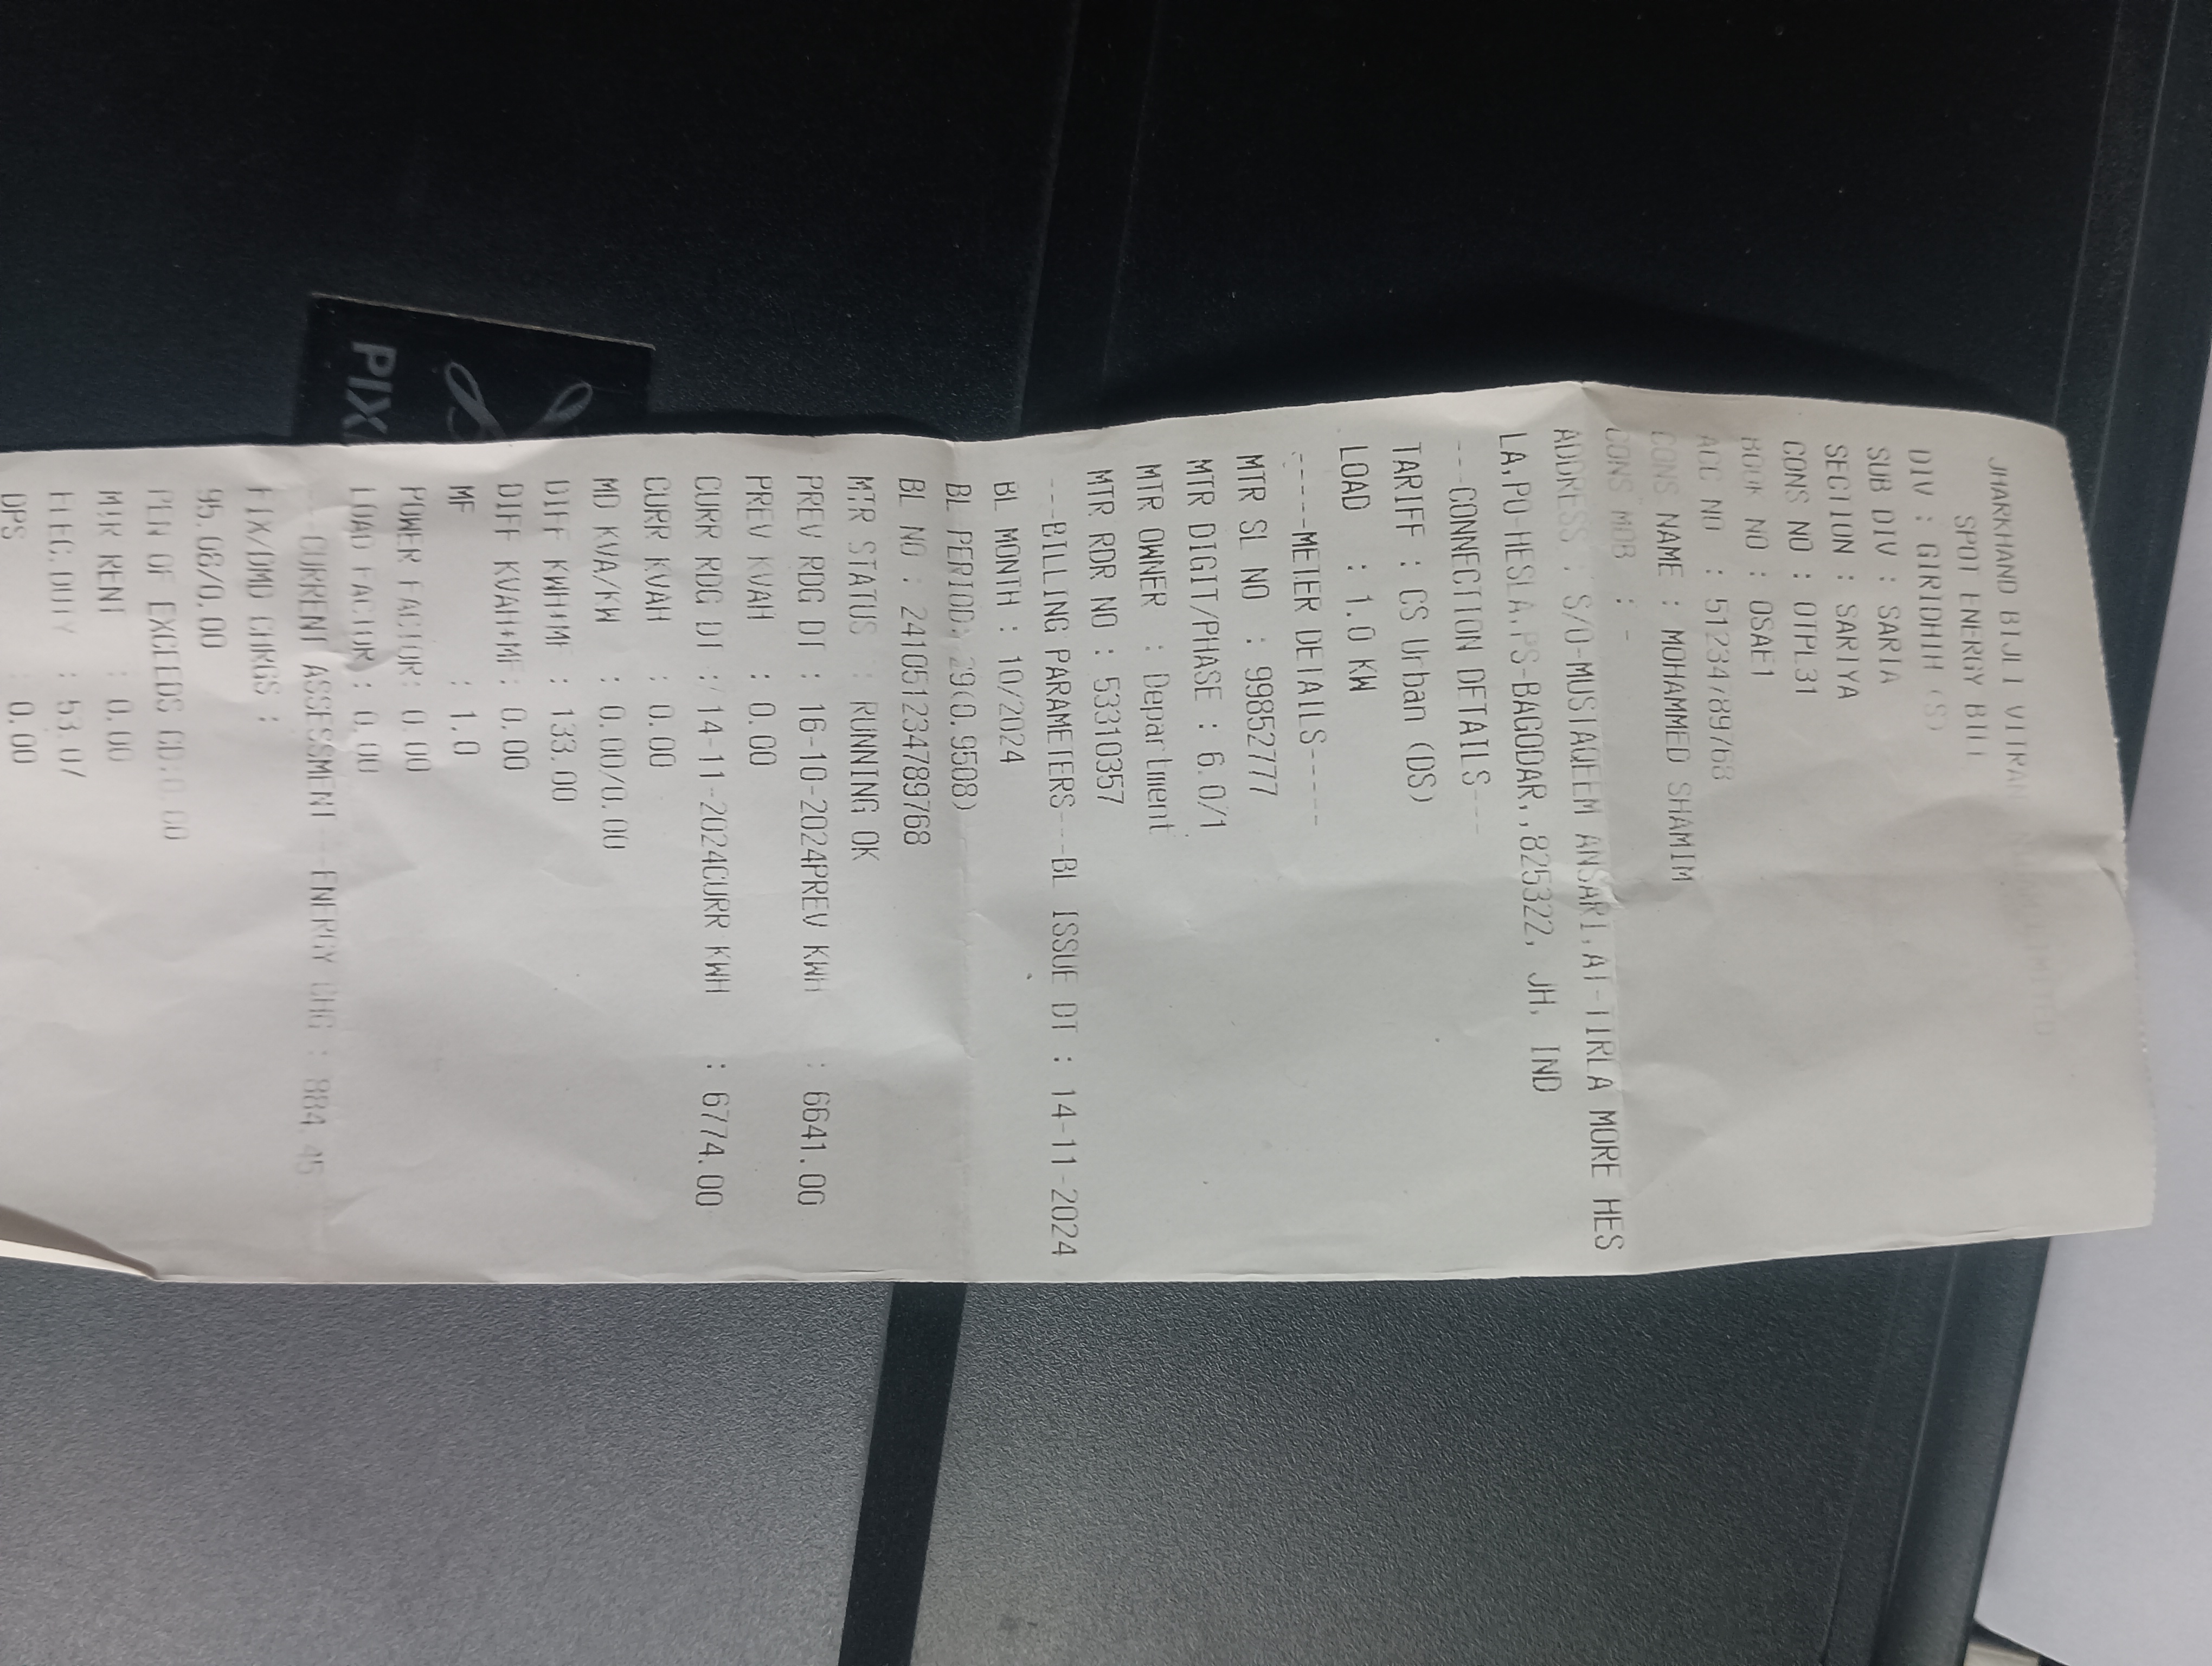 JHARKHAND BIJLI VITRAN
SPOT ENERGY BILL
DIV : GIRIDHIH (S)
SUB DIV : SARIA
SECTION : SARIYA
CONS NO : OTPL31
BOOK NO : OSAE1
ACC NO : 51234789768
CONS NAME : MOHAMMED SHAMIM
CONS MOB : -
ADDRESS : S/O-MUSTAQEEM ANSARI,AT-TIRLA MORE HES
LA,PO-HESLA,PS-BAGODAR,,825322, JH, IND
---CONNECTION DETAILS---
TARIFF : CS Urban (DS)
LOAD : 1.0 KW
-----METER DETAILS-----
MTR SL NO : 99852777
MTR DIGIT/PHASE : 6.0/1
MTR OWNER : Department
MTR RDR NO : 53310357
---BILLING PARAMETERS---BL ISSUE DT : 14-11-2024
BL MONTH : 10/2024
BL PERIOD: 29(0.9508)
BL NO : 241051234789768
MTR STATUS : RUNNING OK
PREV RDG DT : 16-10-2024PREV KWH : 6641.00
PREV KVAH : 0.00
CURR RDG DT : 14-11-2024CURR KWH : 6774.00
CURR KVAH : 0.00
MD KVA/KW : 0.00/0.00
DIFF KWH*MF : 133.00
DIFF KVAH*MF: 0.00
MF : 1.0
POWER FACTOR: 0.00
LOAD FACTOR : 0.00
---CURRENT ASSESSMENT---ENERGY CHG : 884.45
FIX/DMD CHRGS :
95.08/0.00
PEN OF EXCEEDS CD:0.00
MTR RENT : 0.00
ELEC.DUTY : 53.07
DPS : 0.00
PIX